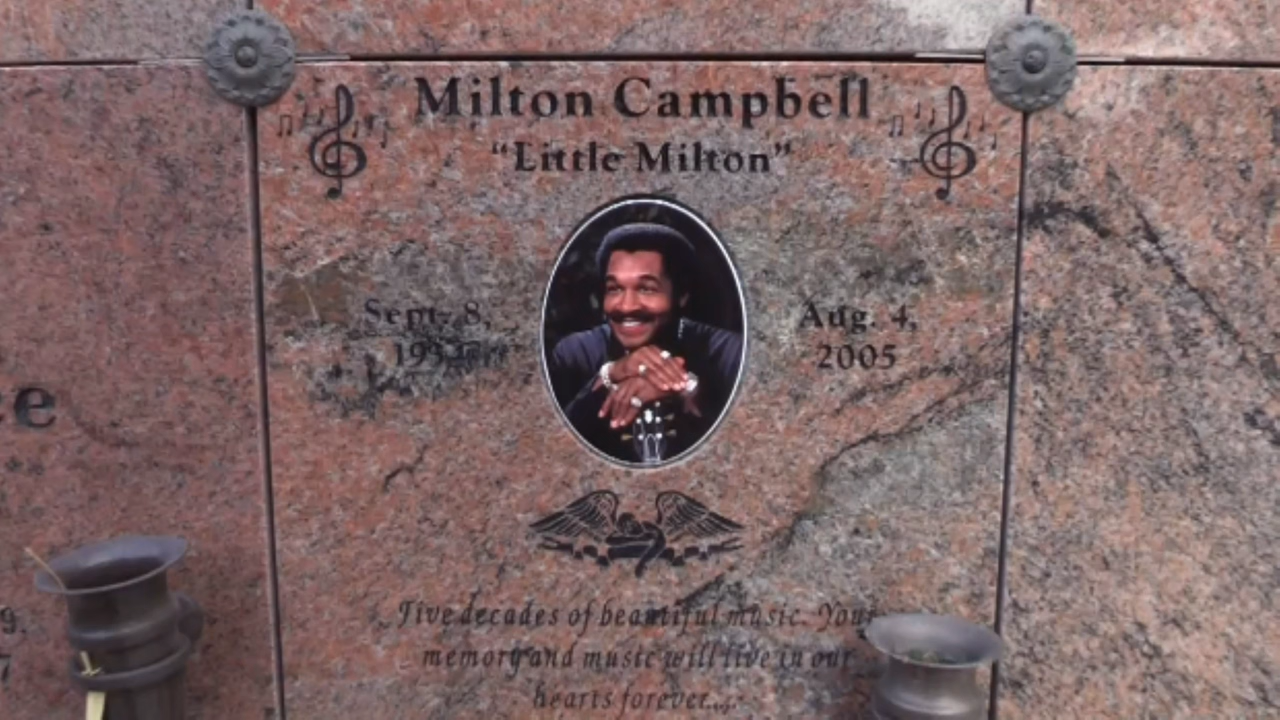 Milton Campbell
"Little Milton"
Sept. 8,
Aug. 4,
2005
Five decades of beautiful music. Your
memory and music will live in our
hearts forever....